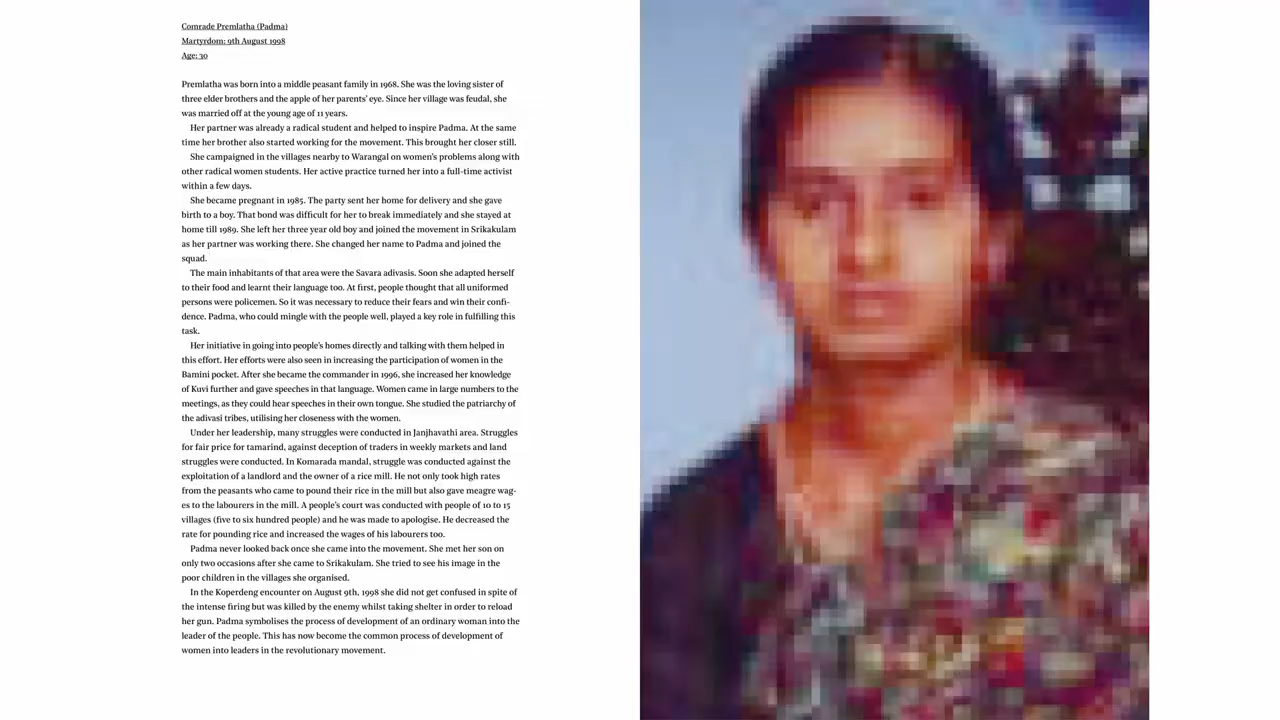 Comrade Premlatha (Padma)
Martyrdom: 9th August 1998
Age: 30
Premlatha was born into a middle peasant family in 1968. She was the loving sister of
three elder brothers and the apple of her parents' eye. Since her village was feudal, she
was married off at the young age of 11 years.
Her partner was already a radical student and helped to inspire Padma. At the same
time her brother also started working for the movement. This brought her closer still.
She campaigned in the villages nearby to Warangal on women's problems along with
other radical women students. Her active practice turned her into a full-time activist
within a few days.
She became pregnant in 1985. The party sent her home for delivery and she gave
birth to a boy. That bond was difficult for her to break immediately and she stayed at
home till 1989. She left her three year old boy and joined the movement in Srikakulam
as her partner was working there. She changed her name to Padma and joined the
squad.
The main inhabitants of that area were the Savara adivasis. Soon she adapted herself
to their food and learnt their language too. At first, people thought that all uniformed
persons were policemen. So it was necessary to reduce their fears and win their confi-
dence. Padma, who could mingle with the people well, played a key role in fulfilling this
task.
Her initiative in going into people's homes directly and talking with them helped in
this effort. Her efforts were also seen in increasing the participation of women in the
Bamini pocket. After she became the commander in 1996, she increased her knowledge
of Kuvi further and gave speeches in that language. Women came in large numbers to the
meetings, as they could hear speeches in their own tongue. She studied the patriarchy of
the adivasi tribes, utilising her closeness with the women.
Under her leadership, many struggles were conducted in Janjhavathi area. Struggles
for fair price for tamarind, against deception of traders in weekly markets and land
struggles were conducted. In Komarada mandal, struggle was conducted against the
exploitation of a landlord and the owner of a rice mill. He not only took high rates
from the peasants who came to pound their rice in the mill but also gave meagre wag-
es to the labourers in the mill. A people's court was conducted with people of 10 to 15
villages (five to six hundred people) and he was made to apologise. He decreased the
rate for pounding rice and increased the wages of his labourers too.
Padma never looked back once she came into the movement. She met her son on
only two occasions after she came to Srikakulam. She tried to see his image in the
poor children in the villages she organised.
In the Koperdeng encounter on August 9th, 1998 she did not get confused in spite of
the intense firing but was killed by the enemy whilst taking shelter in order to reload
her gun. Padma symbolises the process of development of an ordinary woman into the
leader of the people. This has now become the common process of development of
women into leaders in the revolutionary movement.